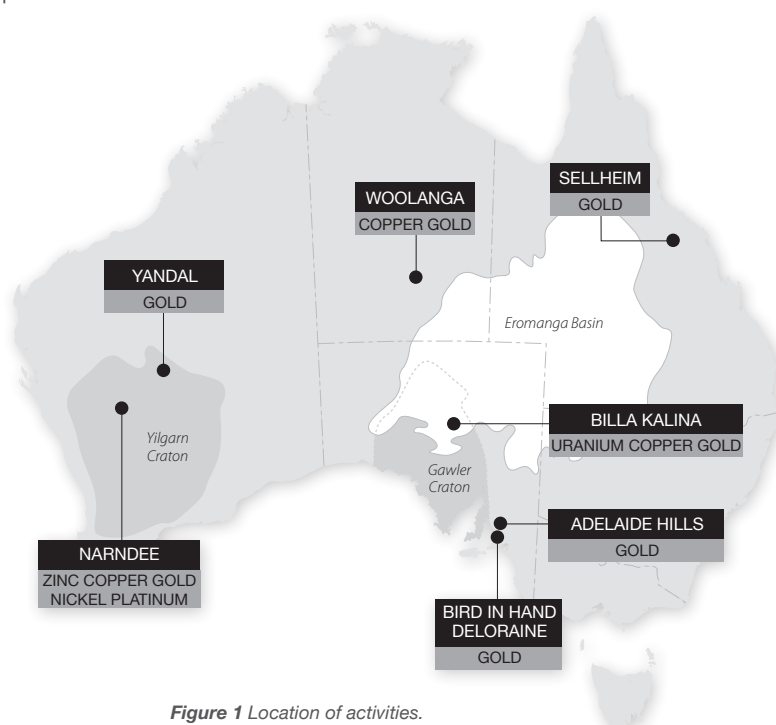 SELLHEIM
GOLD
WOOLANGA
COPPER GOLD
YANDAL
GOLD
Eromanga Basin
BILLA KALINA
URANIUM COPPER GOLD
Yilgarn
Craton
Gawler
Craton
ADELAIDE HILLS
GOLD
NARNDEE
ZINC COPPER GOLD
NICKEL PLATINUM
BIRD IN HAND
DELORAINE
GOLD
Figure 1 Location of activities.